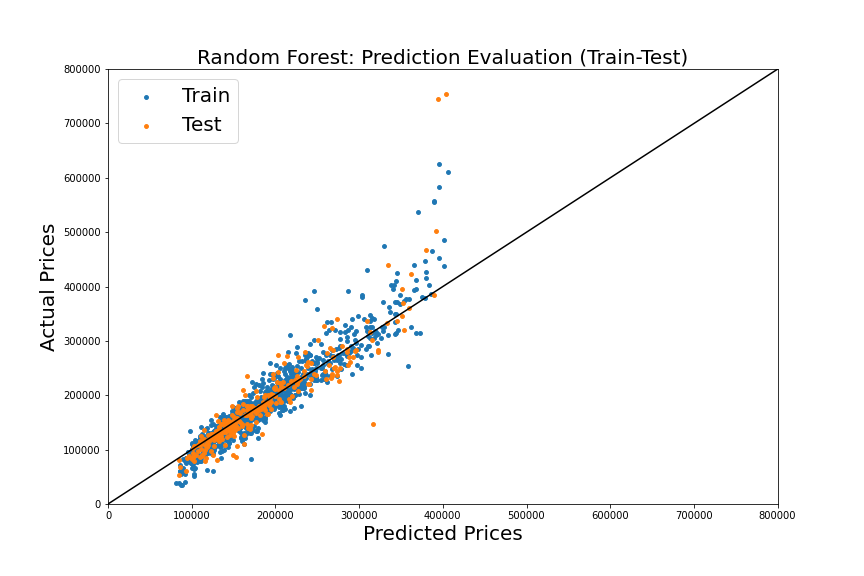 Random Forest: Prediction Evaluation (Train-Test)
Train
Test
Actual Prices
800000
700000
600000
500000
400000
300000
200000
100000
0
0 100000 200000 300000 400000 500000 600000 700000 800000
Predicted Prices